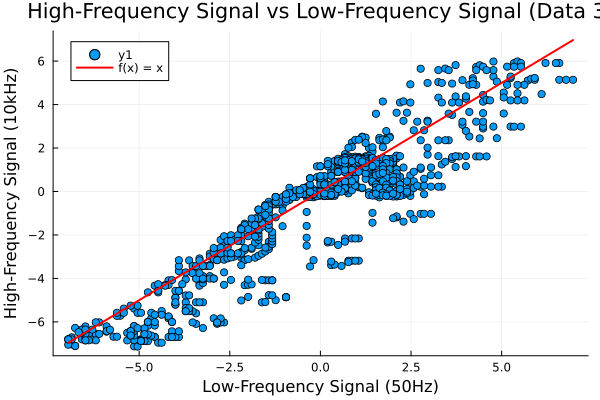 High-Frequency Signal vs Low-Frequency Signal (Data 3
y1
f(x) = x
High-Frequency Signal (10kHz)
6
4
2
0
−2
−4
−6
−5.0 −2.5 0.0 2.5 5.0
Low-Frequency Signal (50Hz)